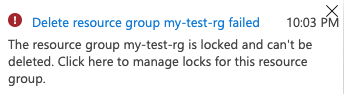 Delete resource group my-test-rg failed 10:03 PM
The resource group my-test-rg is locked and can't be
deleted. Click here to manage locks for this resource
group.